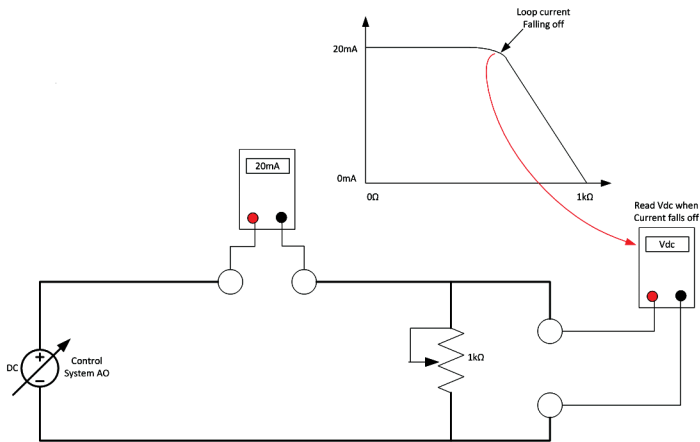 Loop current
Falling off
20mA
0mA
0Ω
1kΩ
20mA
Read Vdc when
Current falls off
Vdc
DC
+
−
Control
System AO
1kΩ